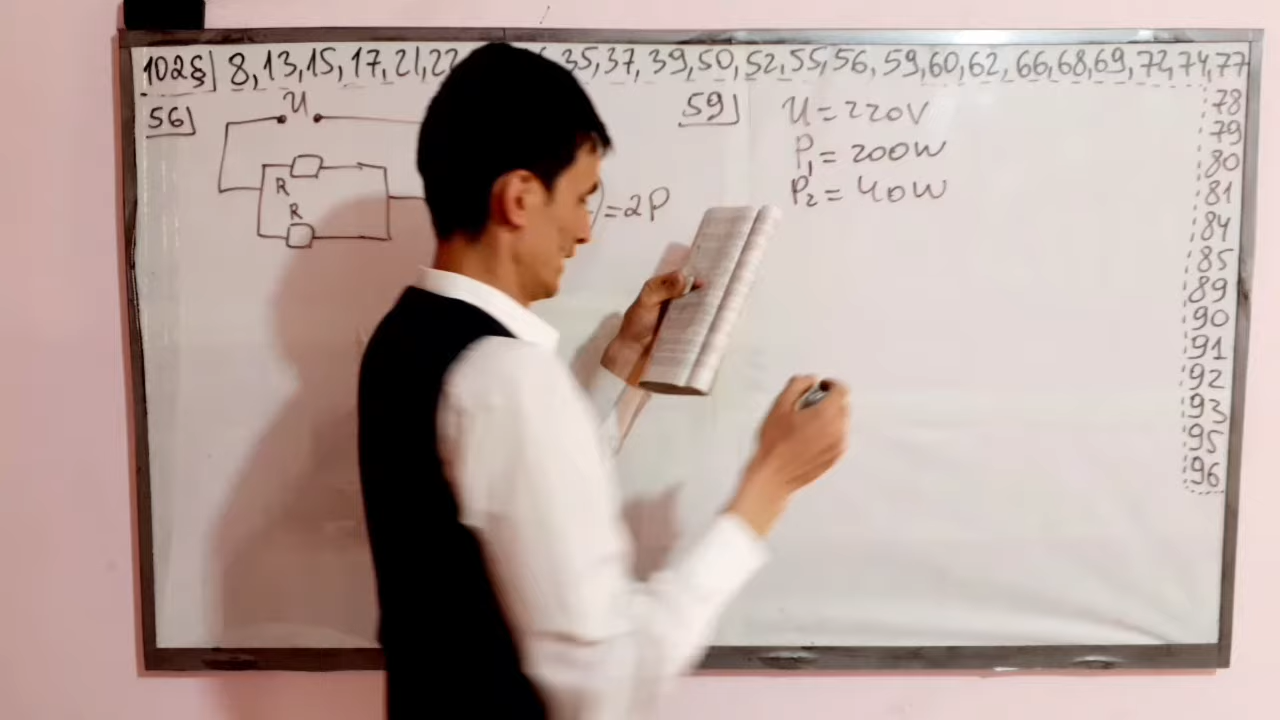 102§ 8, 13, 15, 17, 21, 22 35, 37, 39, 50, 52, 55, 56, 59, 60, 62, 66, 68, 69, 72, 74, 77
78
79
80
81
84
85
89
90
91
92
93
95
96
56
U
R
R
=2P
59
U=220V
P₁=200W
P₂=40W